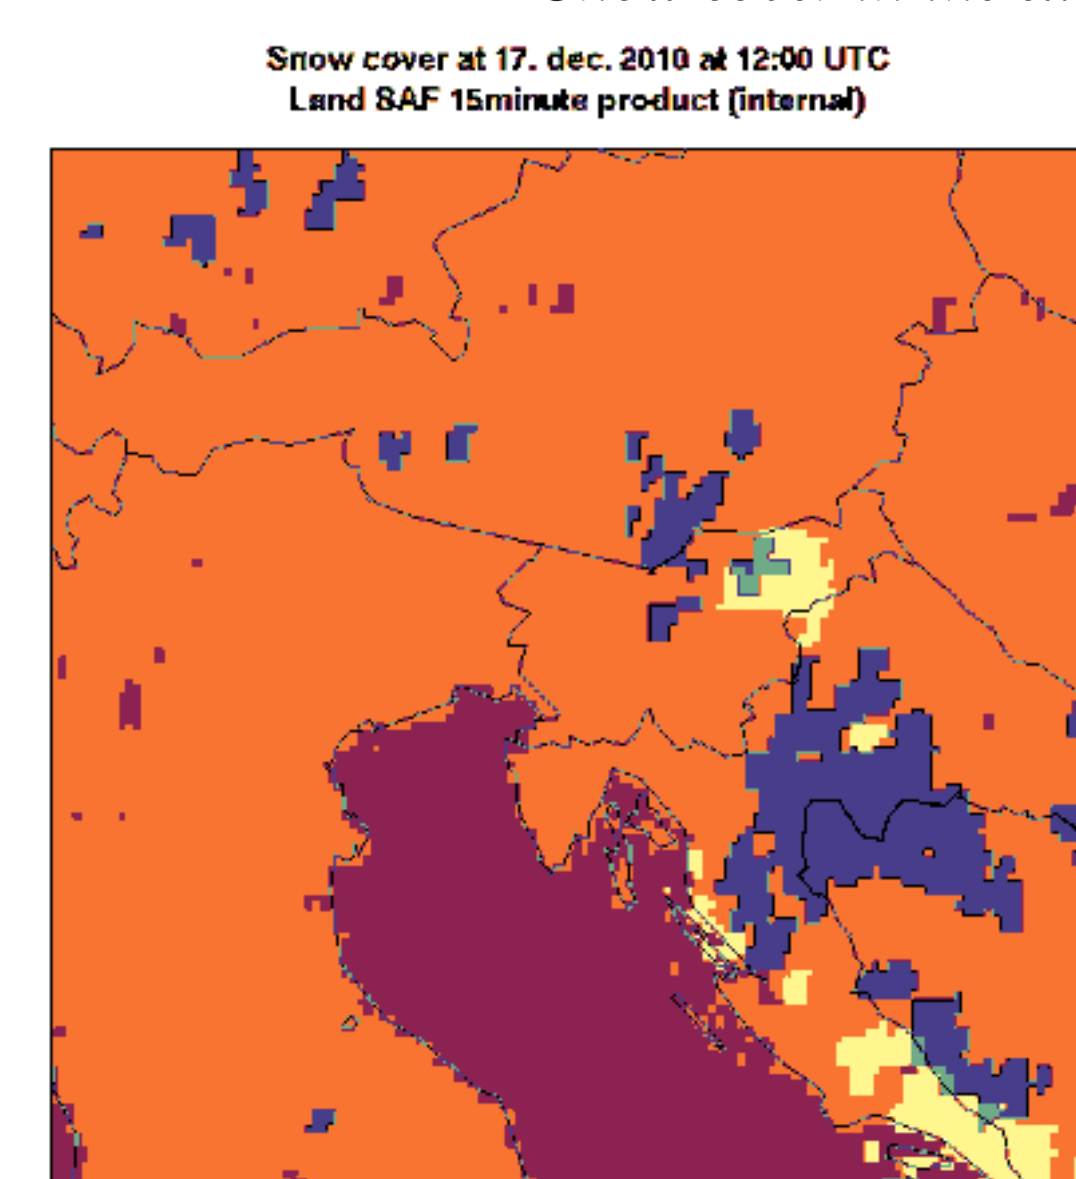 Snow cover at 17. dec. 2010 at 12:00 UTC
Land SAF 15minute product (internal)